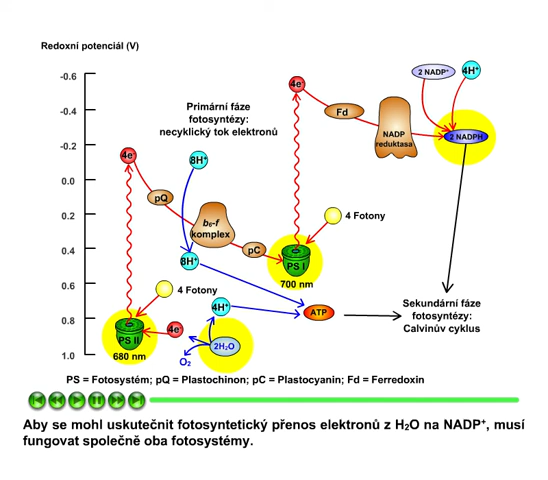 Redoxní potenciál (V)
-0.6
-0.4
-0.2
0.0
0.2
0.4
0.6
0.8
1.0
Primární fáze
fotosyntézy:
necyklický tok elektronů
4e⁻
2 NADP⁺
4H⁺
Fd
NADP
reduktasa
2 NADPH
4e⁻
8H⁺
pQ
b₆-f
komplex
pC
4 Fotony
PS I
700 nm
8H⁺
4 Fotony
4H⁺
ATP
Sekundární fáze
fotosyntézy:
Calvinův cyklus
PS II
680 nm
4e⁻
2H₂O
O₂
PS = Fotosystém; pQ = Plastochinon; pC = Plastocyanin; Fd = Ferredoxin
Aby se mohl uskutečnit fotosyntetický přenos elektronů z H₂O na NADP⁺, musí
fungovat společně oba fotosystémy.